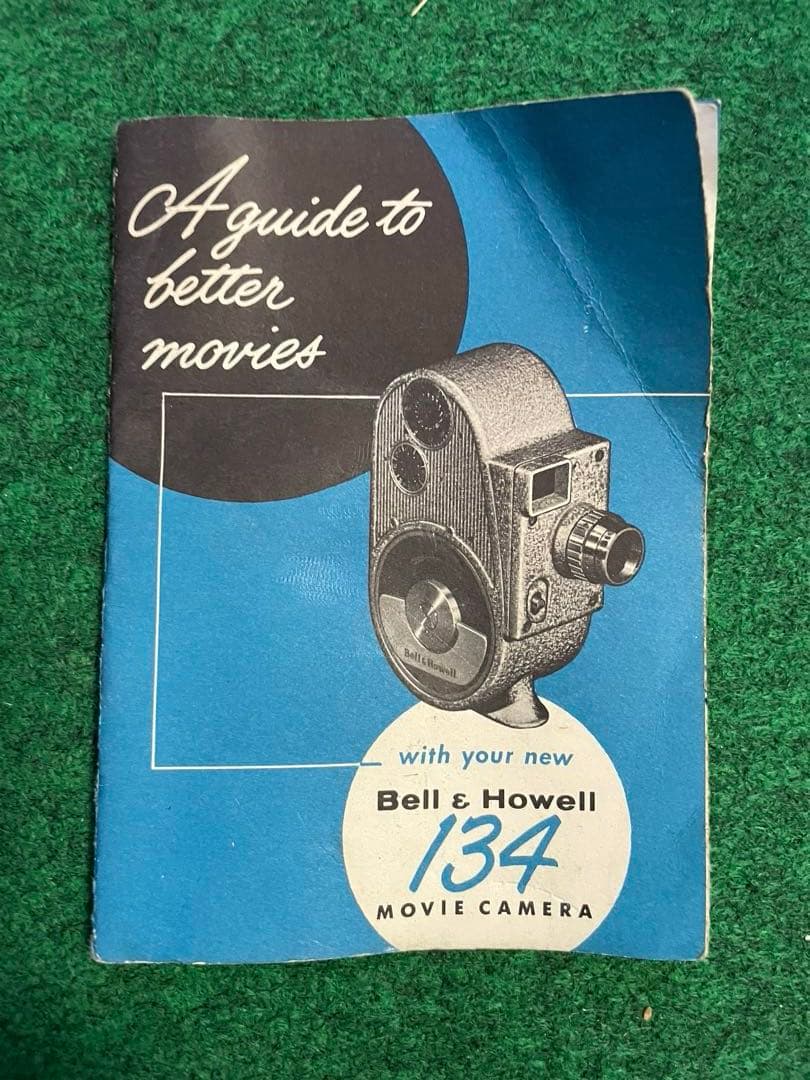 A guide to
better
movies
Bell & Howell
with your new
Bell & Howell
134
MOVIE CAMERA